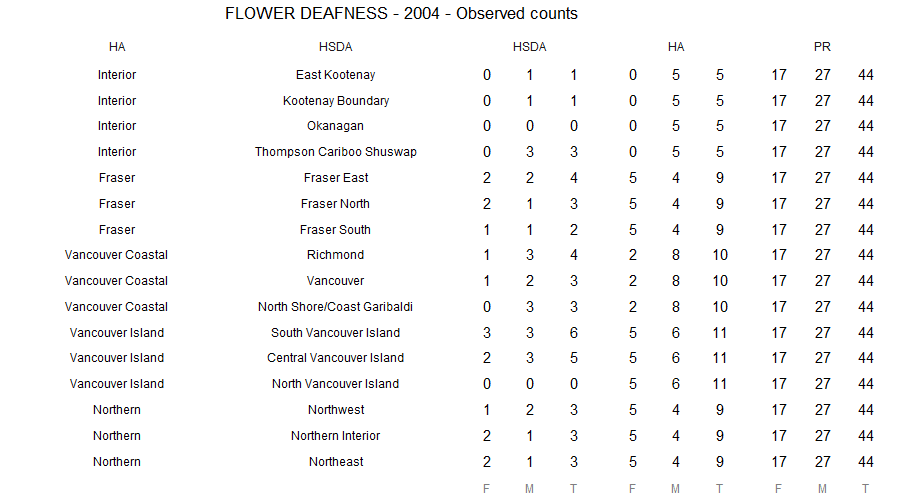 FLOWER DEAFNESS - 2004 - Observed counts
HA HSDA HSDA HA PR
Interior East Kootenay 0 1 1 0 5 5 17 27 44
Interior Kootenay Boundary 0 1 1 0 5 5 17 27 44
Interior Okanagan 0 0 0 0 5 5 17 27 44
Interior Thompson Cariboo Shuswap 0 3 3 0 5 5 17 27 44
Fraser Fraser East 2 2 4 5 4 9 17 27 44
Fraser Fraser North 2 1 3 5 4 9 17 27 44
Fraser Fraser South 1 1 2 5 4 9 17 27 44
Vancouver Coastal Richmond 1 3 4 2 8 10 17 27 44
Vancouver Coastal Vancouver 1 2 3 2 8 10 17 27 44
Vancouver Coastal North Shore/Coast Garibaldi 0 3 3 2 8 10 17 27 44
Vancouver Island South Vancouver Island 3 3 6 5 6 11 17 27 44
Vancouver Island Central Vancouver Island 2 3 5 5 6 11 17 27 44
Vancouver Island North Vancouver Island 0 0 0 5 6 11 17 27 44
Northern Northwest 1 2 3 5 4 9 17 27 44
Northern Northern Interior 2 1 3 5 4 9 17 27 44
Northern Northeast 2 1 3 5 4 9 17 27 44
F M T F M T F M T